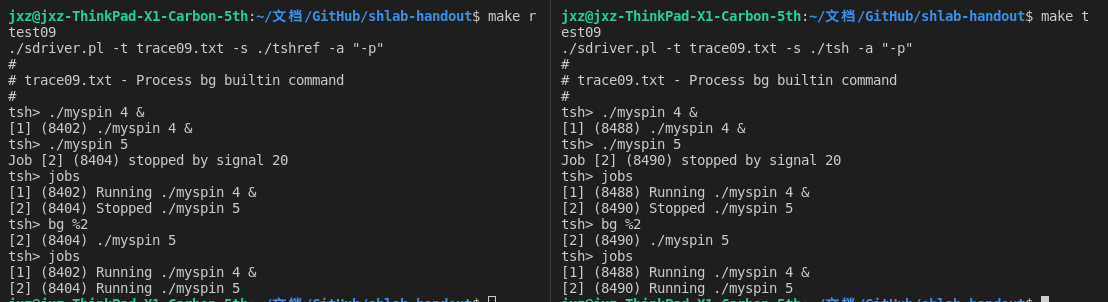 jxz@jxz-ThinkPad-X1-Carbon-5th:~/文档/GitHub/shlab-handout$ make r
test09
./sdriver.pl -t trace09.txt -s ./tshref -a "-p"
#
# trace09.txt - Process bg builtin command
#
tsh> ./myspin 4 &
[1] (8402) ./myspin 4 &
tsh> ./myspin 5
Job [2] (8404) stopped by signal 20
tsh> jobs
[1] (8402) Running ./myspin 4 &
[2] (8404) Stopped ./myspin 5
tsh> bg %2
[2] (8404) ./myspin 5
tsh> jobs
[1] (8402) Running ./myspin 4 &
[2] (8404) Running ./myspin 5
jxz@jxz-ThinkPad-X1-Carbon-5th:~/文档/GitHub/shlab-handout$
jxz@jxz-ThinkPad-X1-Carbon-5th:~/文档/GitHub/shlab-handout$ make t
est09
./sdriver.pl -t trace09.txt -s ./tsh -a "-p"
#
# trace09.txt - Process bg builtin command
#
tsh> ./myspin 4 &
[1] (8488) ./myspin 4 &
tsh> ./myspin 5
Job [2] (8490) stopped by signal 20
tsh> jobs
[1] (8488) Running ./myspin 4 &
[2] (8490) Stopped ./myspin 5
tsh> bg %2
[2] (8490) ./myspin 5
tsh> jobs
[1] (8488) Running ./myspin 4 &
[2] (8490) Running ./myspin 5
jxz@jxz-ThinkPad-X1-Carbon-5th:~/文档/GitHub/shlab-handout$